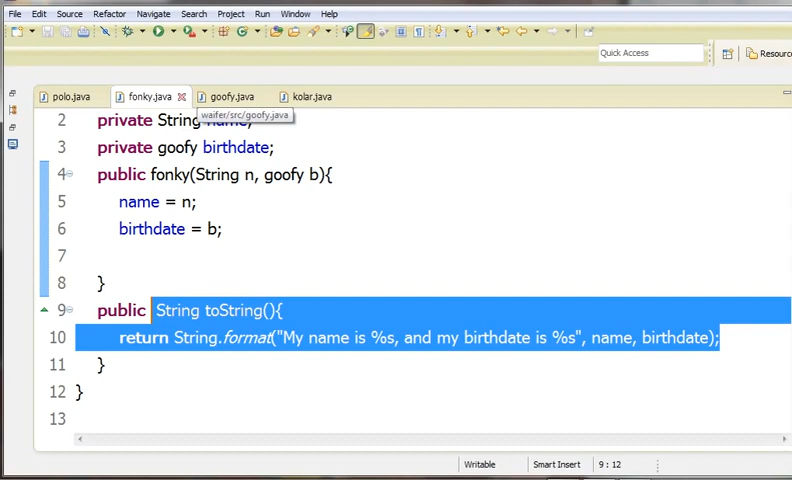 File Edit Source Refactor Navigate Search Project Run Window Help
Quick Access
Resource
polo.java fonky.java goofy.java kolar.java
waifer/src/goofy.java
2 private String name;
3 private goofy birthdate;
4 public fonky(String n, goofy b){
5 name = n;
6 birthdate = b;
7
8 }
9 public String toString(){
10 return String.format("My name is %s, and my birthdate is %s", name, birthdate);
11 }
12 }
13
Writable Smart Insert 9 : 12